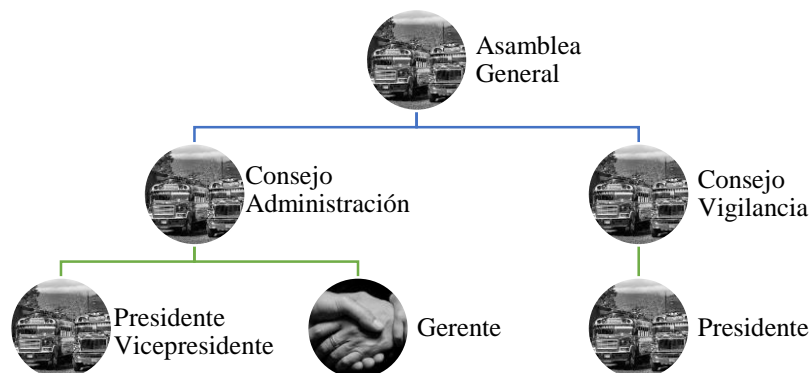 Asamblea
General
Consejo
Administración
Consejo
Vigilancia
Presidente
Vicepresidente
Gerente
Presidente